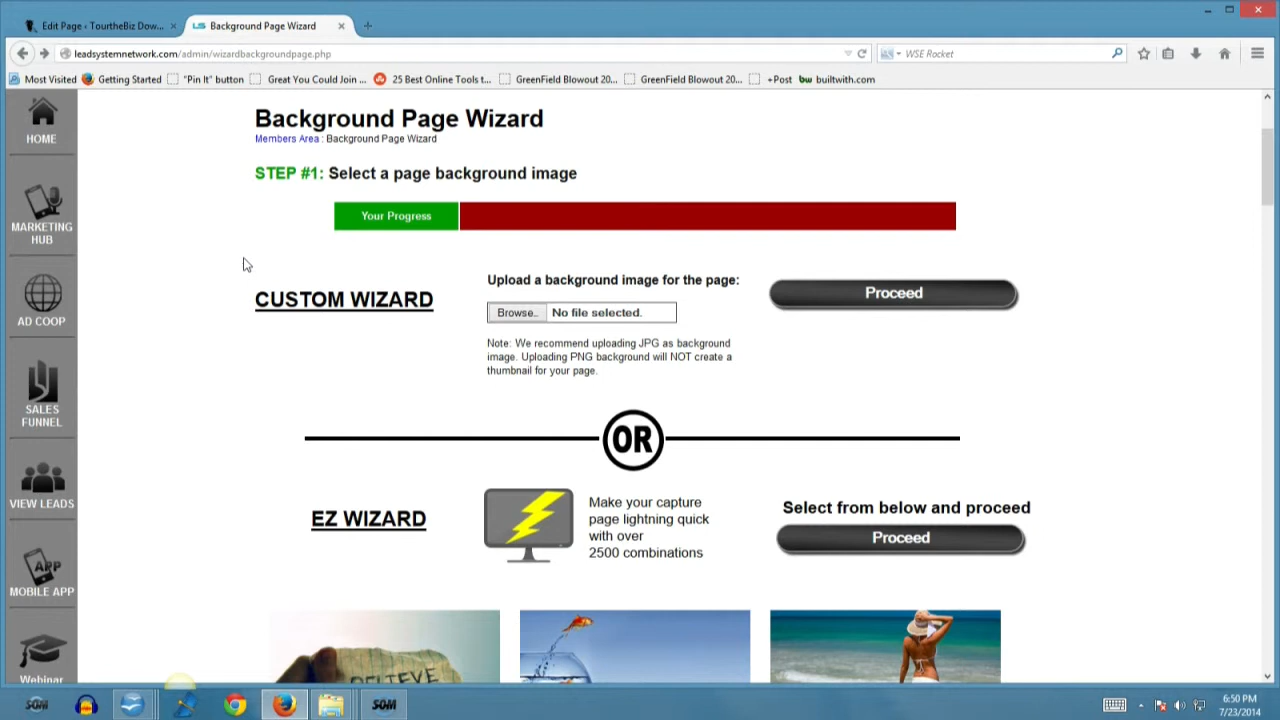 Edit Page ‹ TourtheBiz Dow...
Background Page Wizard
leadsystemnetwork.com/admin/wizardbackgroundpage.php
WSE Rocket
Most Visited
Getting Started
"Pin It" button
Great You Could Join ...
25 Best Online Tools t...
GreenField Blowout 20...
GreenField Blowout 20...
+Post
builtwith.com
HOME
MARKETING
HUB
AD COOP
SALES
FUNNEL
VIEW LEADS
APP
MOBILE APP
Webinar
Background Page Wizard
Members Area : Background Page Wizard
STEP #1: Select a page background image
Your Progress
CUSTOM WIZARD
Upload a background image for the page:
Browse..
No file selected.
Note: We recommend uploading JPG as background
image. Uploading PNG background will NOT create a
thumbnail for your page.
Proceed
OR
EZ WIZARD
Make your capture
page lightning quick
with over
2500 combinations
Select from below and proceed
Proceed
BELIEVE
SOM
SOM
6:50 PM
7/23/2014